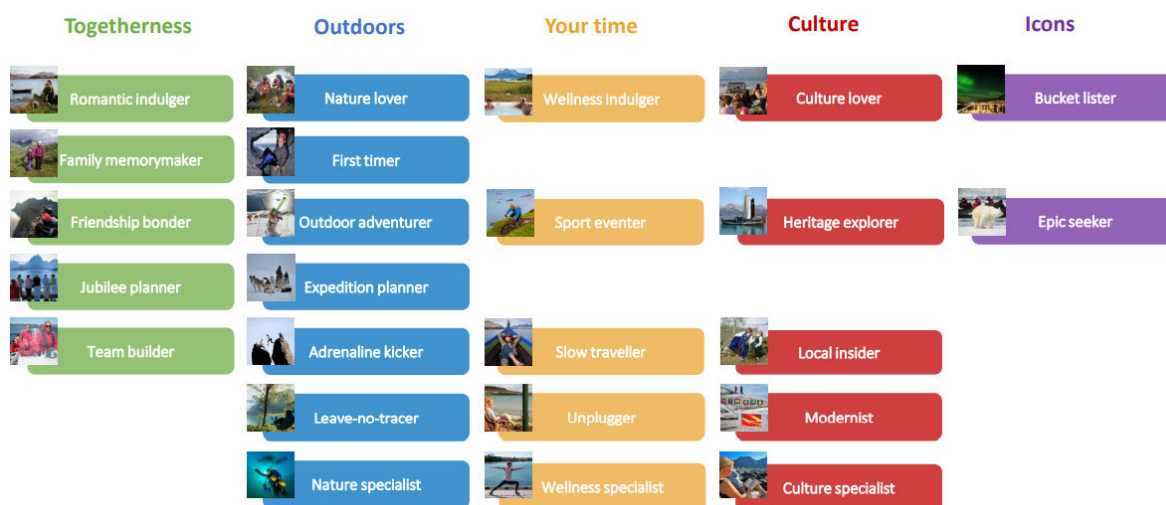 Togetherness
Outdoors
Your time
Culture
Icons
Romantic indulger
Nature lover
Wellness indulger
Culture lover
Bucket lister
Family memorymaker
First timer
Friendship bonder
Outdoor adventurer
Sport eventer
Heritage explorer
Epic seeker
Jubilee planner
Expedition planner
Team builder
Adrenaline kicker
Slow traveller
Local insider
Leave-no-tracer
Unplugger
Modernist
Nature specialist
Wellness specialist
Culture specialist